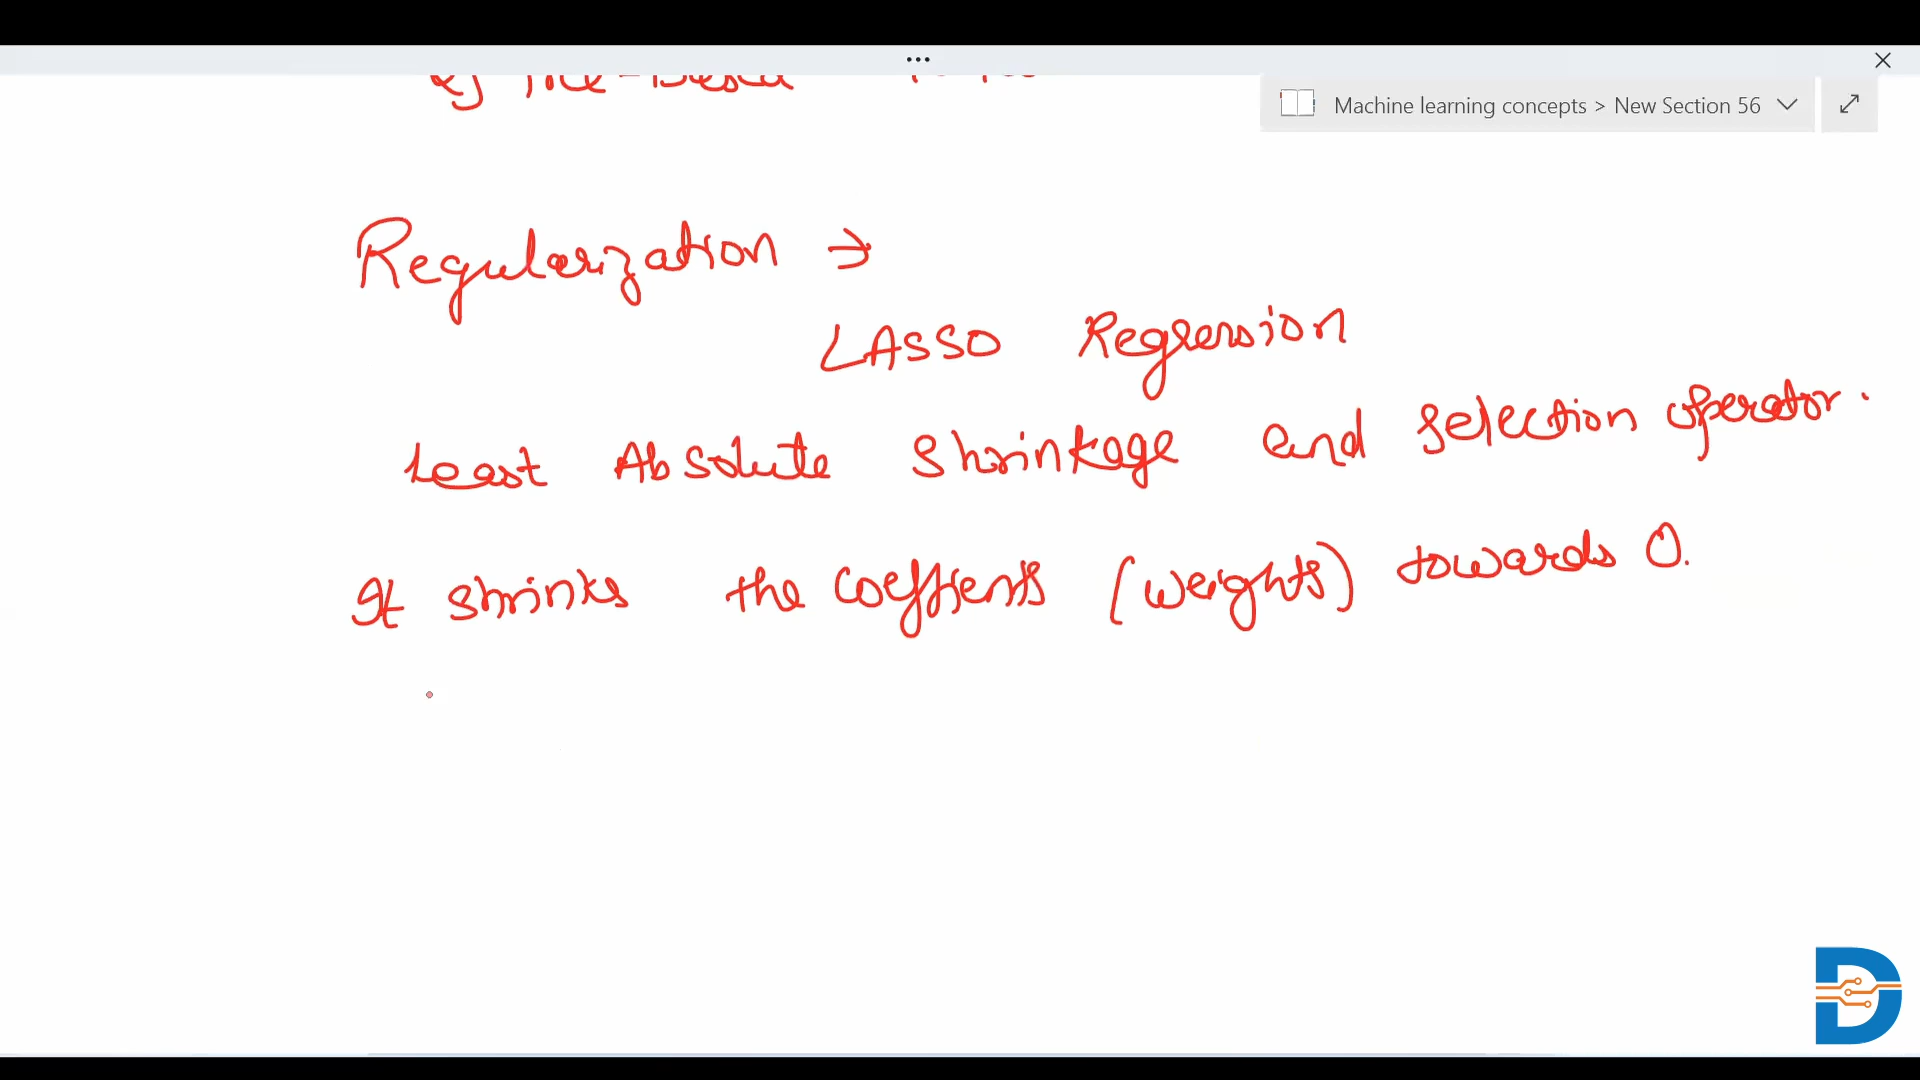 Machine learning concepts > New Section 56
Regularization →
LASSO Regression
Least Absolute Shrinkage and Selection operator.
It shrinks the coeffients (weights) towards 0.